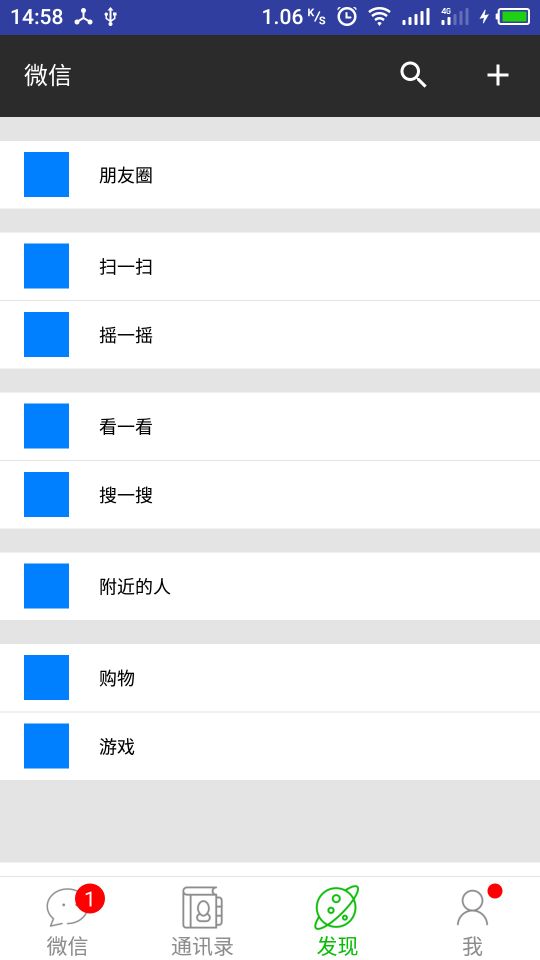 14:58 1.06 K/s 4G
微信
朋友圈
扫一扫
摇一摇
看一看
搜一搜
附近的人
购物
游戏
1
微信 通讯录 发现 我